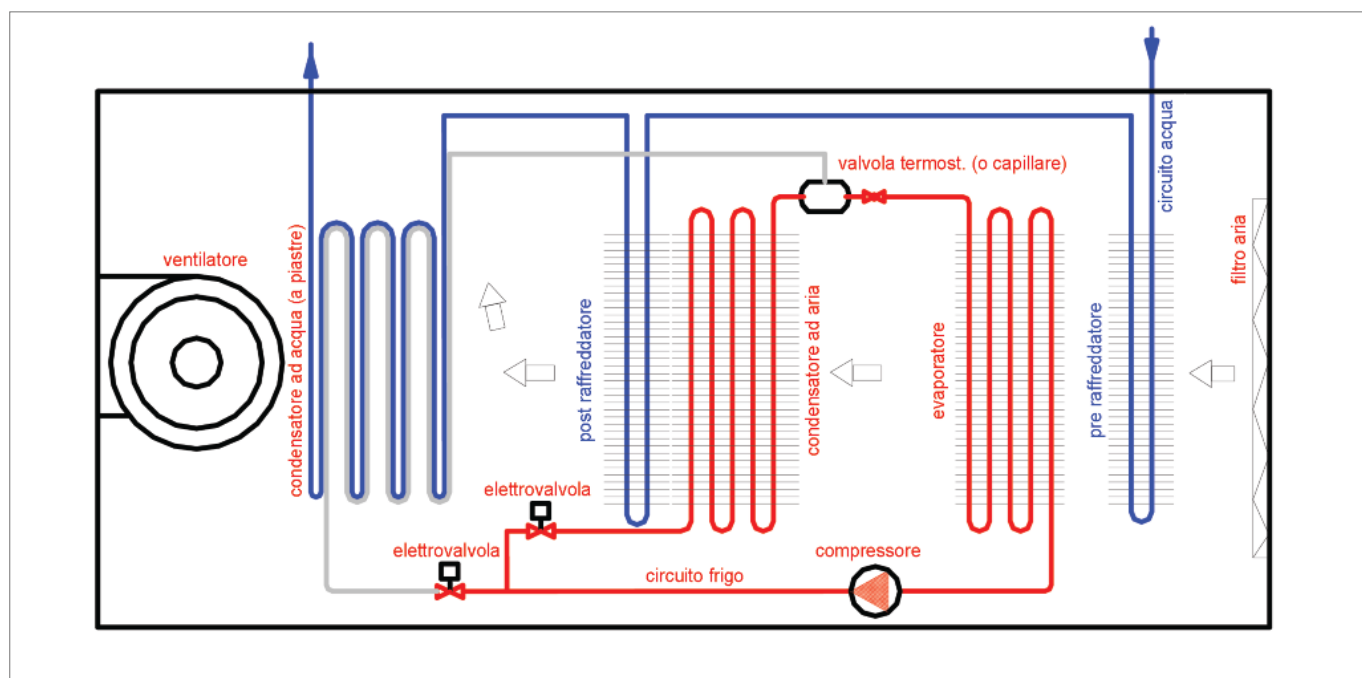 circuito acqua
valvola termost. (o capillare)
filtro aria
condensatore ad acqua (a piastre)
ventilatore
post raffreddatore
condensatore ad aria
evaporatore
pre raffreddatore
elettrovalvola
elettrovalvola
compressore
circuito frigo